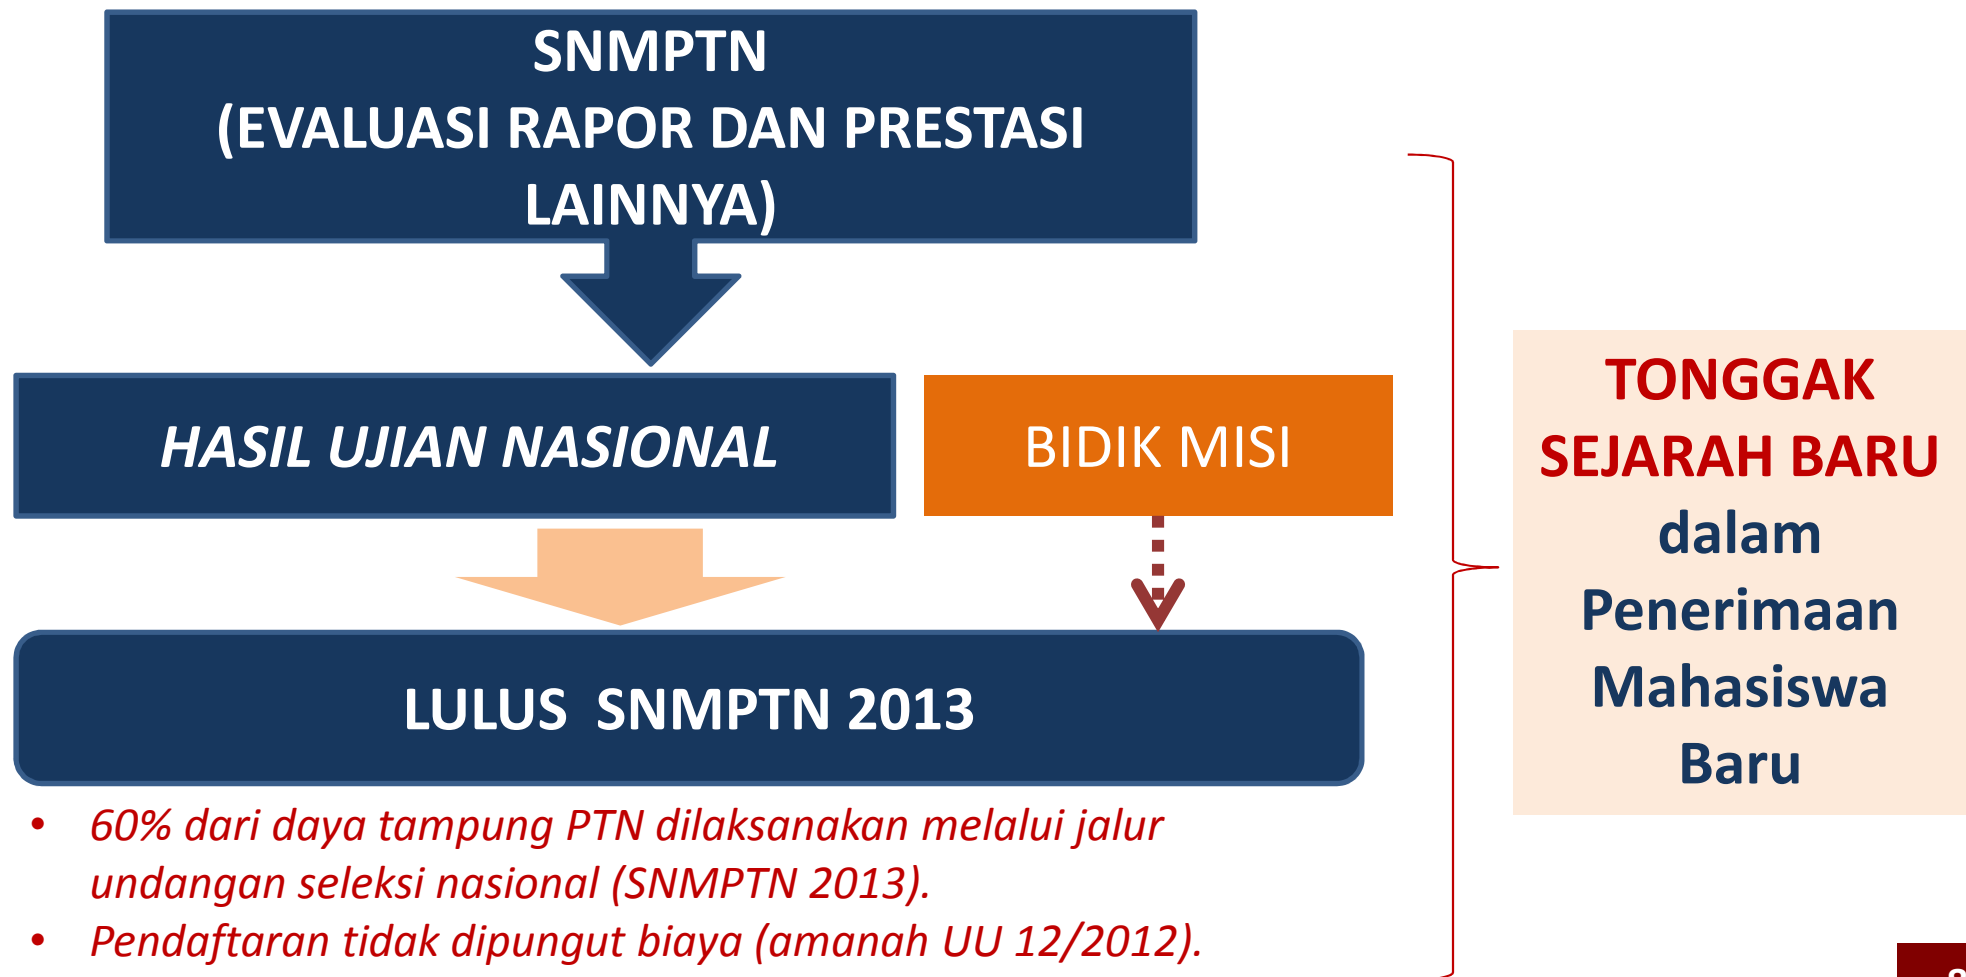 SNMPTN
(EVALUASI RAPOR DAN PRESTASI
LAINNYA)
HASIL UJIAN NASIONAL
BIDIK MISI
LULUS  SNMPTN 2013
• 60% dari daya tampung PTN dilaksanakan melalui jalur
undangan seleksi nasional (SNMPTN 2013).
• Pendaftaran tidak dipungut biaya (amanah UU 12/2012).
TONGGAK
SEJARAH BARU
dalam
Penerimaan
Mahasiswa
Baru